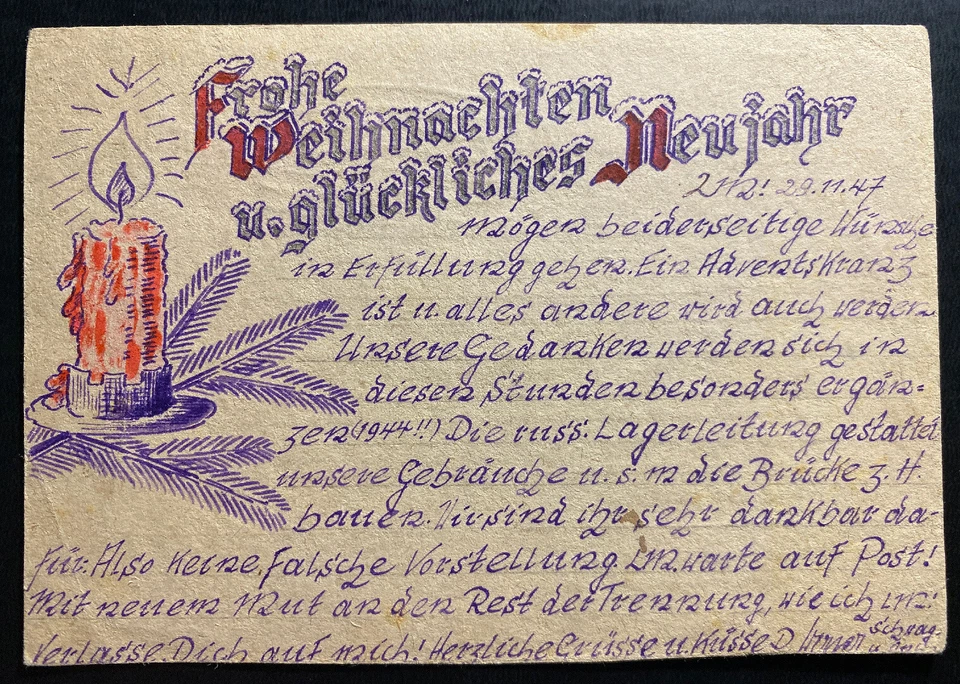 Frohe
Weihnachten
u. glückliches Neujahr
29.11.47
Mögen beiderseitige Wünsche
in Erfüllung gehen. Ein Adventskranz
ist u. alles andere wird auch werden
Unsere Gedanken werden sich in
diesen Stunden besonders ergän=
zen (1944!!) Die russ. Lagerleitung gestattet
unsere Gebräuche u. s. m die Brücke z. H.
bauen. Wir sind ihr sehr dankbar da-
für. Also keine falsche Vorstellung warte auf Post!
Mit neuem Mut an den Rest der Trennung, wie ich
Verlasse Dich auf mich! Herzliche Grüsse u. Küsse D